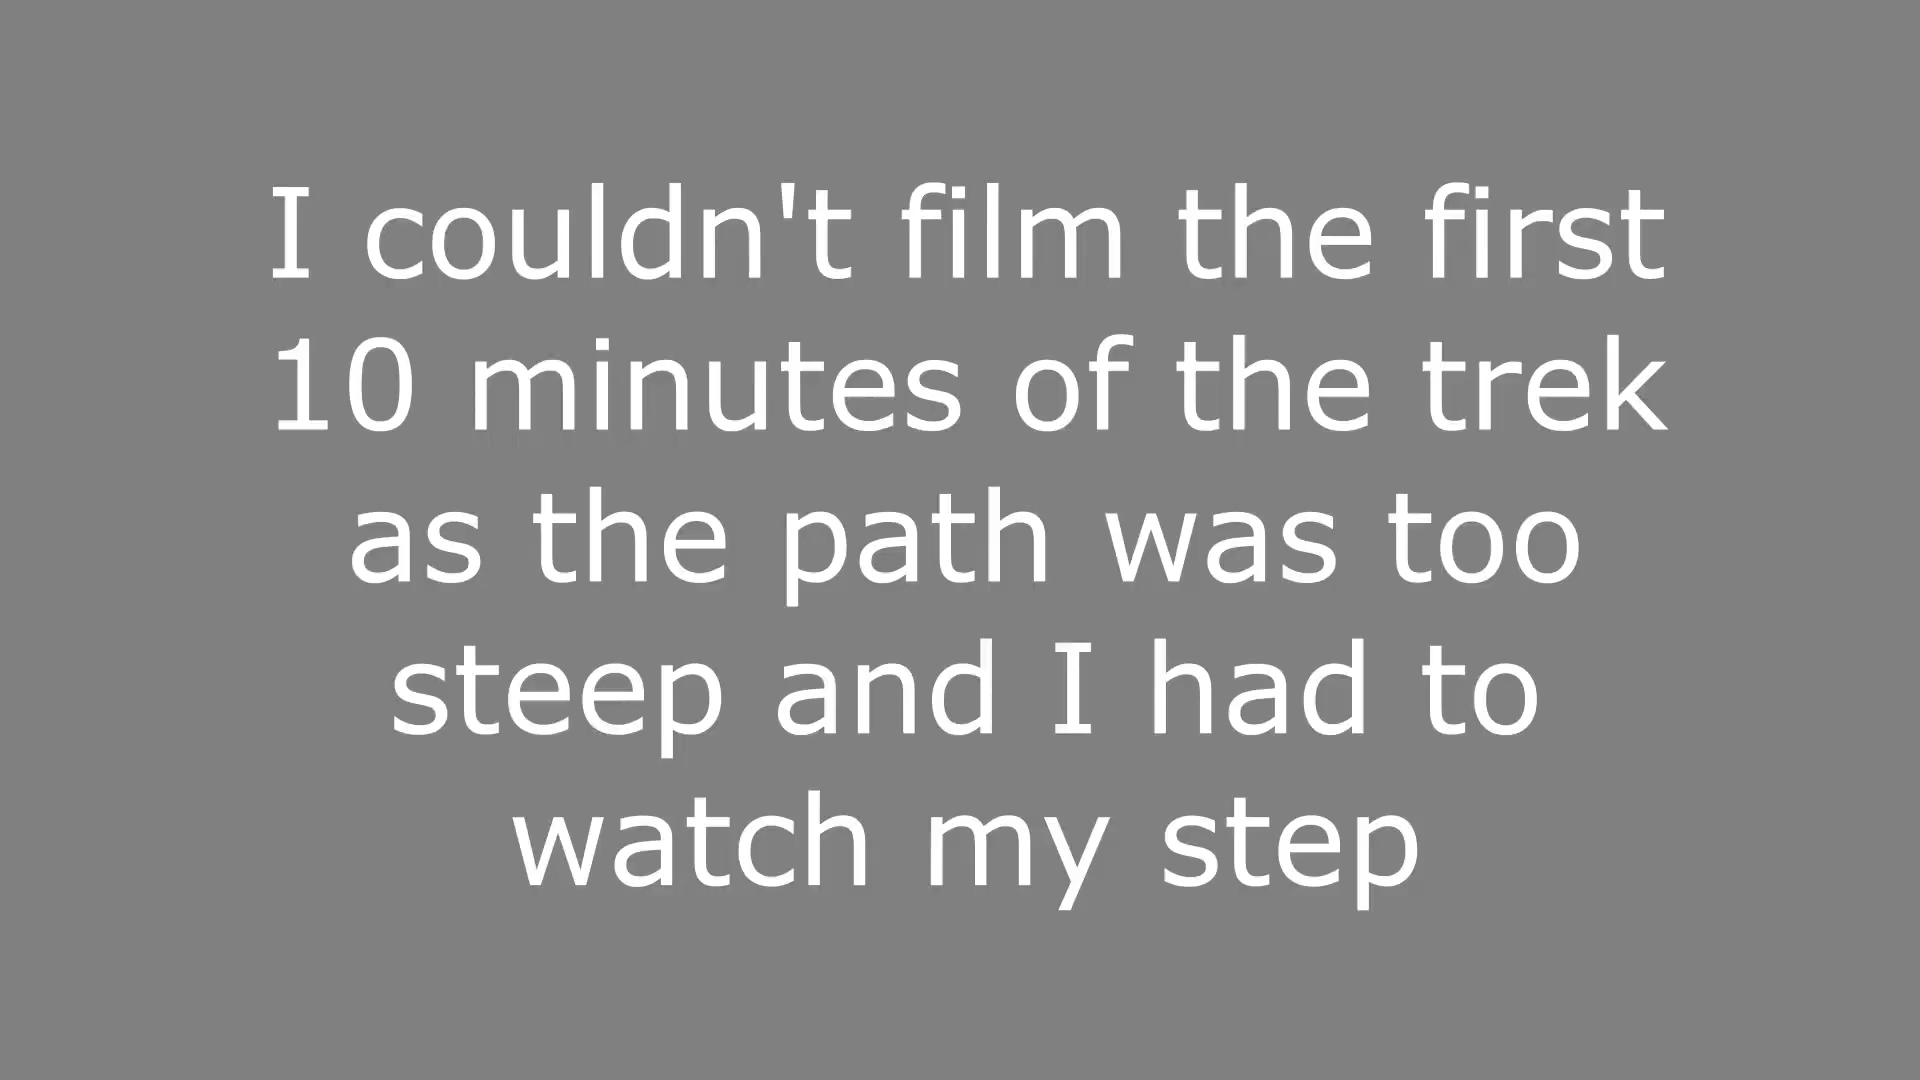 I couldn't film the first
10 minutes of the trek
as the path was too
steep and I had to
watch my step